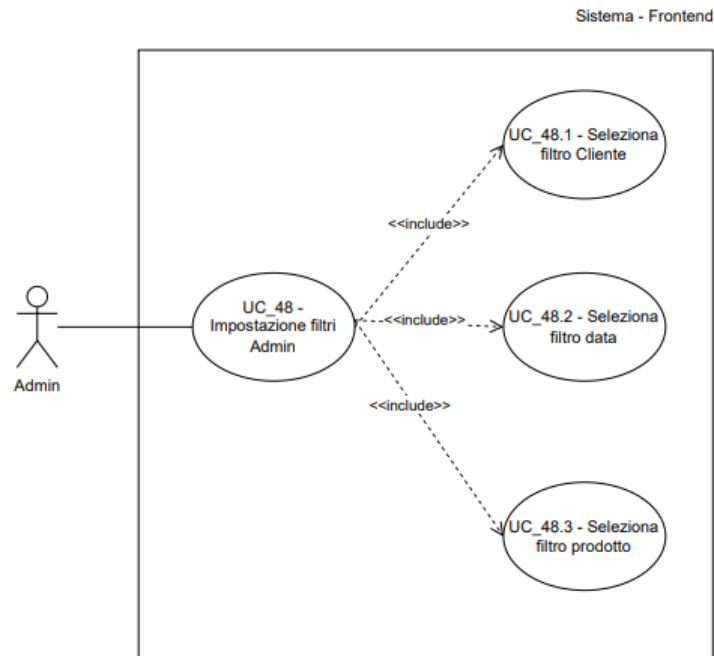 Sistema - Frontend
UC_48.1 - Seleziona
filtro Cliente
<<include>>
UC_48 -
Impostazione filtri
Admin
<<include>>
UC_48.2 - Seleziona
filtro data
Admin
<<include>>
UC_48.3 - Seleziona
filtro prodotto